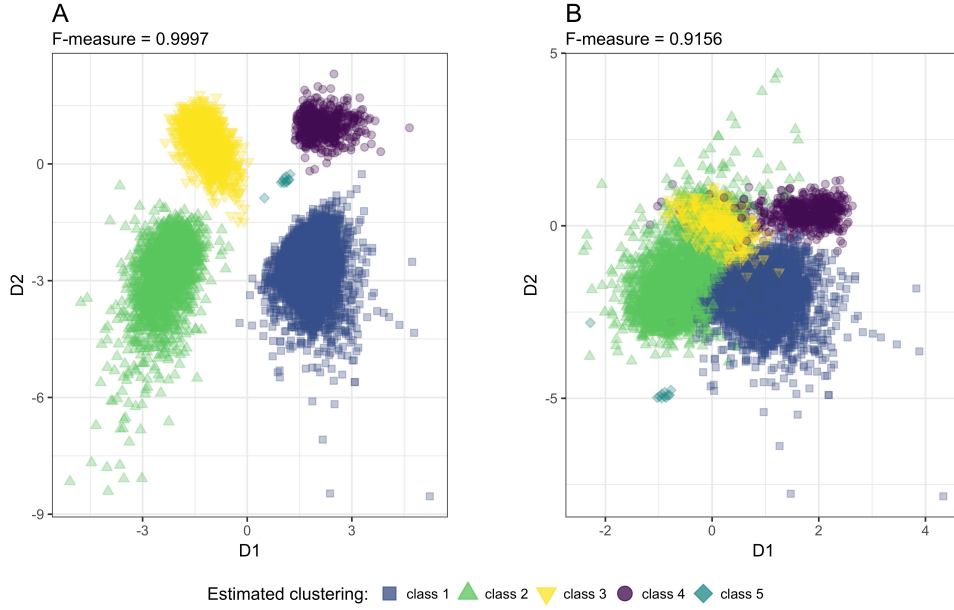 A
F-measure = 0.9997
D2
0
-3
-6
-9
-3
0
3
D1
B
F-measure = 0.9156
D2
5
0
-5
-2
0
2
4
D1
Estimated clustering: class 1 class 2 class 3 class 4 class 5